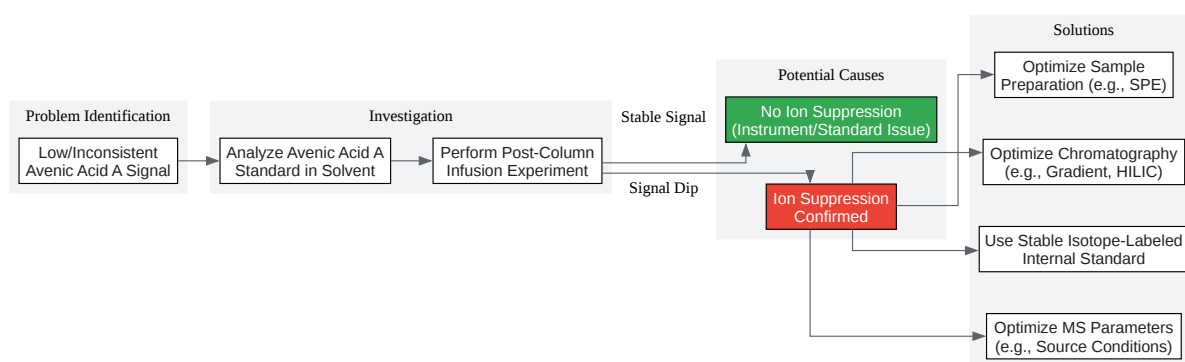 Problem Identification
Low/Inconsistent
Avenic Acid A Signal
Investigation
Analyze Avenic Acid A
Standard in Solvent
Perform Post-Column
Infusion Experiment
Stable Signal
Signal Dip
Potential Causes
No Ion Suppression
(Instrument/Standard Issue)
Ion Suppression
Confirmed
Solutions
Optimize Sample
Preparation (e.g., SPE)
Optimize Chromatography
(e.g., Gradient, HILIC)
Use Stable Isotope-Labeled
Internal Standard
Optimize MS Parameters
(e.g., Source Conditions)